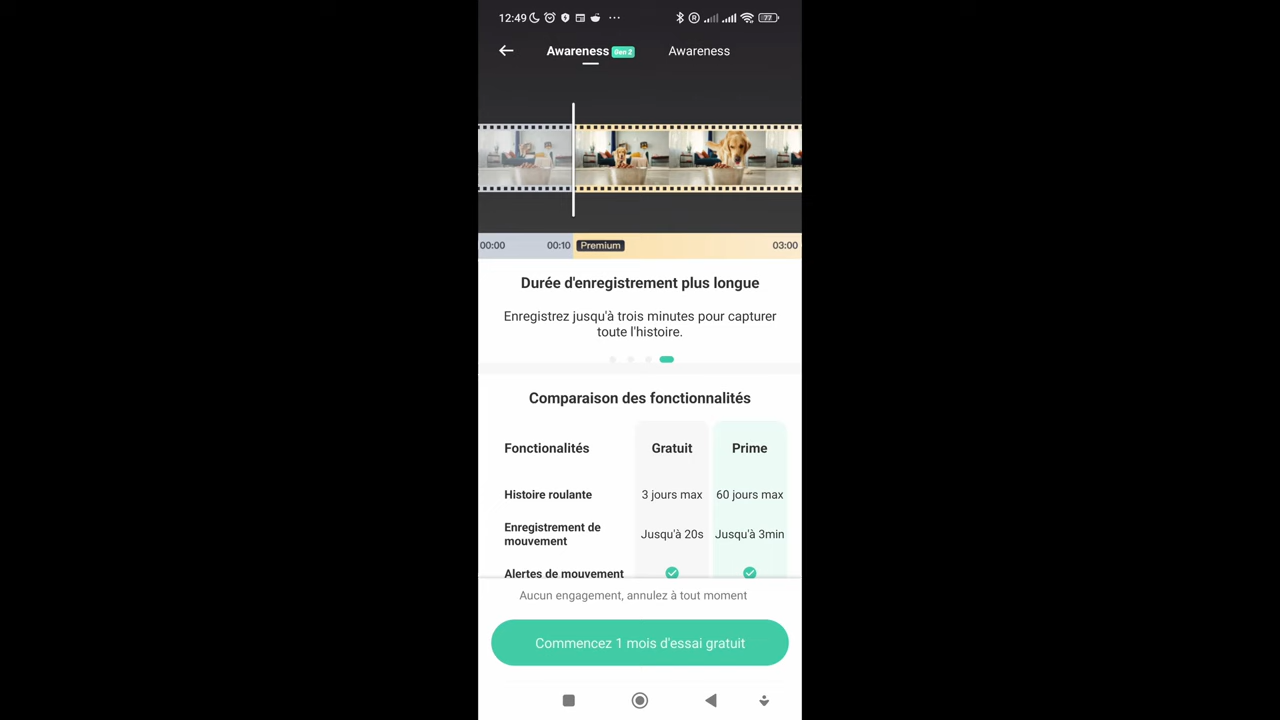 12:49
77
Awareness Gen 2
Awareness
00:00
00:10
Premium
03:00
Durée d'enregistrement plus longue
Enregistrez jusqu'à trois minutes pour capturer
toute l'histoire.
Comparaison des fonctionnalités
Fonctionalités
Gratuit
Prime
Histoire roulante
3 jours max
60 jours max
Enregistrement de
mouvement
Jusqu'à 20s
Jusqu'à 3min
Alertes de mouvement
Aucun engagement, annulez à tout moment
Commencez 1 mois d'essai gratuit